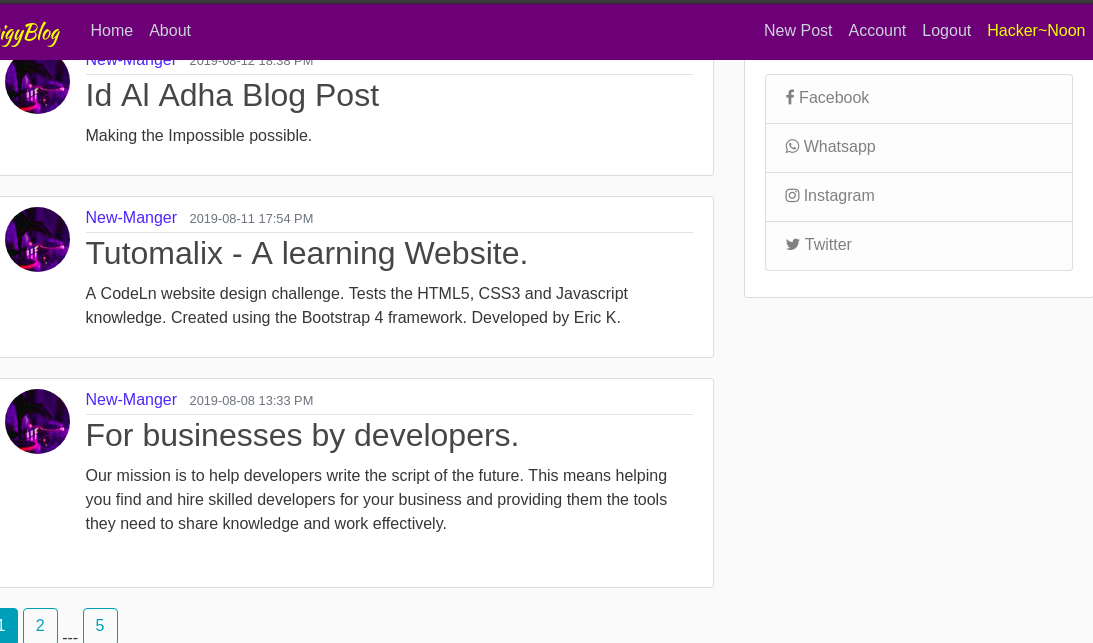 igyBlog
Home About
New Post Account Logout Hacker~Noon
New-Manger 2019-08-12 18:38 PM
Id Al Adha Blog Post
Making the Impossible possible.
New-Manger 2019-08-11 17:54 PM
Tutomalix - A learning Website.
A CodeLn website design challenge. Tests the HTML5, CSS3 and Javascript
knowledge. Created using the Bootstrap 4 framework. Developed by Eric K.
New-Manger 2019-08-08 13:33 PM
For businesses by developers.
Our mission is to help developers write the script of the future. This means helping
you find and hire skilled developers for your business and providing them the tools
they need to share knowledge and work effectively.
1 2 --- 5
Facebook
Whatsapp
Instagram
Twitter